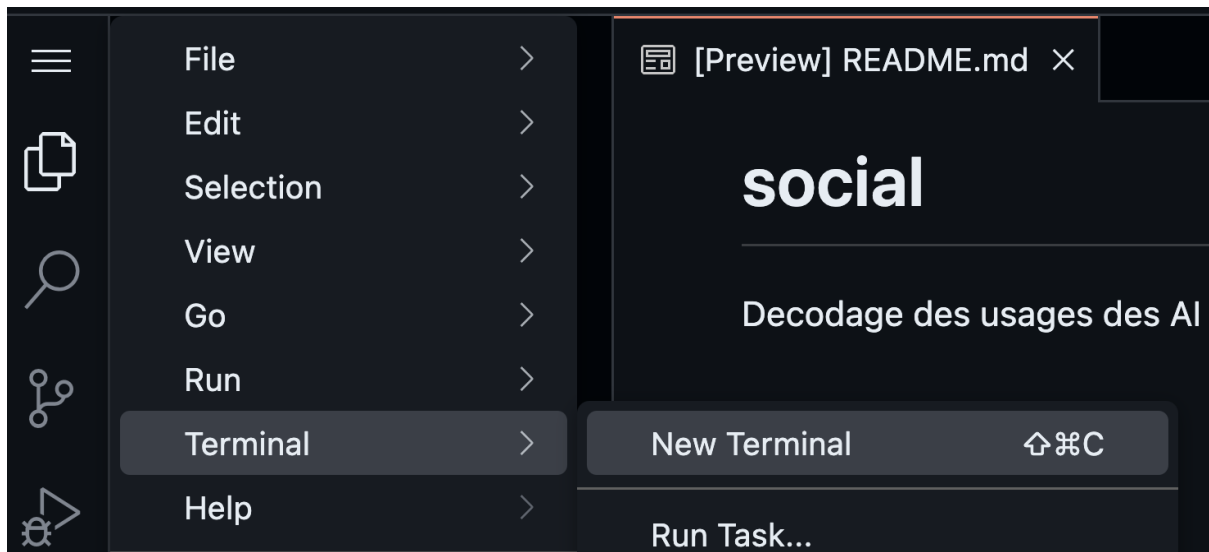 File
Edit
Selection
View
Go
Run
Terminal
Help
New Terminal ⇧⌘C
Run Task...
[Preview] README.md
social
Decodage des usages des AI